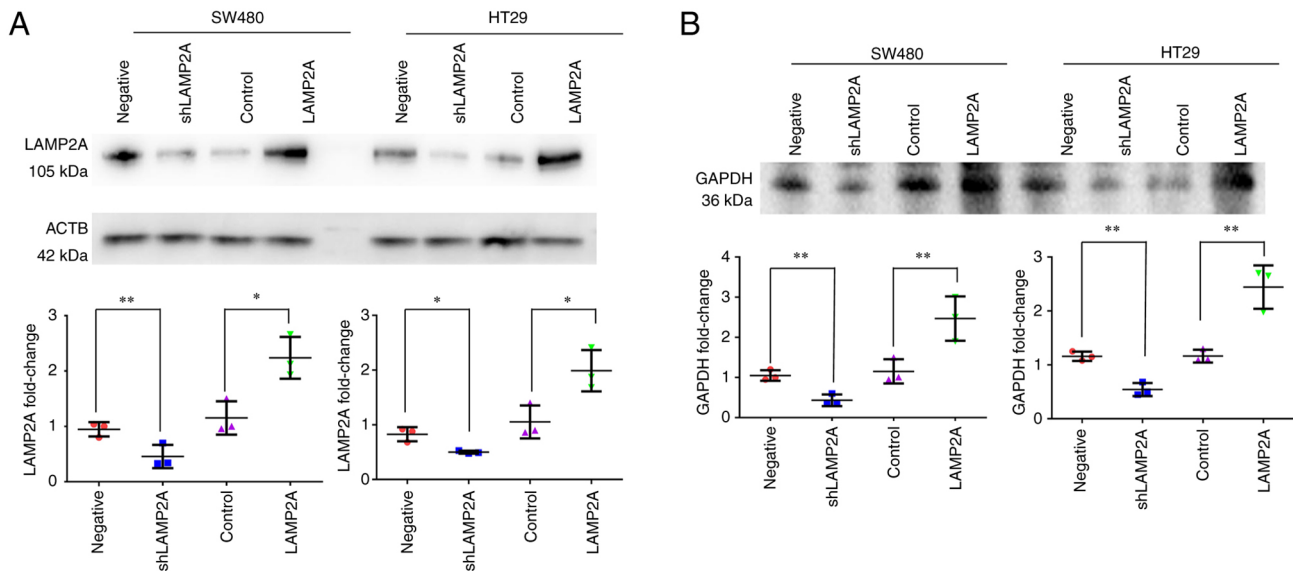 A
SW480
HT29
Negative
shLAMP2A
Control
LAMP2A
Negative
shLAMP2A
Control
LAMP2A
LAMP2A
105 kDa
ACTB
42 kDa
LAMP2A fold-change
3
2
1
0
**
*
Negative
shLAMP2A
Control
LAMP2A
LAMP2A fold-change
3
2
1
0
*
*
Negative
shLAMP2A
Control
LAMP2A
B
SW480
HT29
Negative
shLAMP2A
Control
LAMP2A
Negative
shLAMP2A
Control
LAMP2A
GAPDH
36 kDa
GAPDH fold-change
4
3
2
1
0
**
**
Negative
shLAMP2A
Control
LAMP2A
GAPDH fold-change
3
2
1
0
**
**
Negative
shLAMP2A
Control
LAMP2A